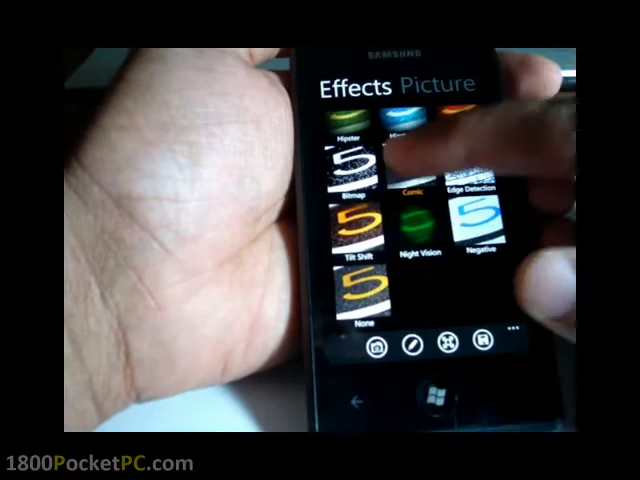 SAMSUNG
Effects Picture
Hipster
Bitmap Comic Edge Detection
Tilt Shift Night Vision Negative
None
1800PocketPC.com